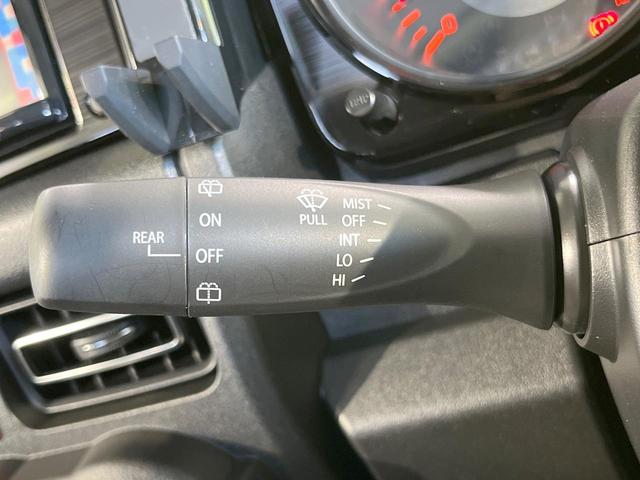 REAR
ON
OFF
PULL
MIST
OFF
INT
LO
HI